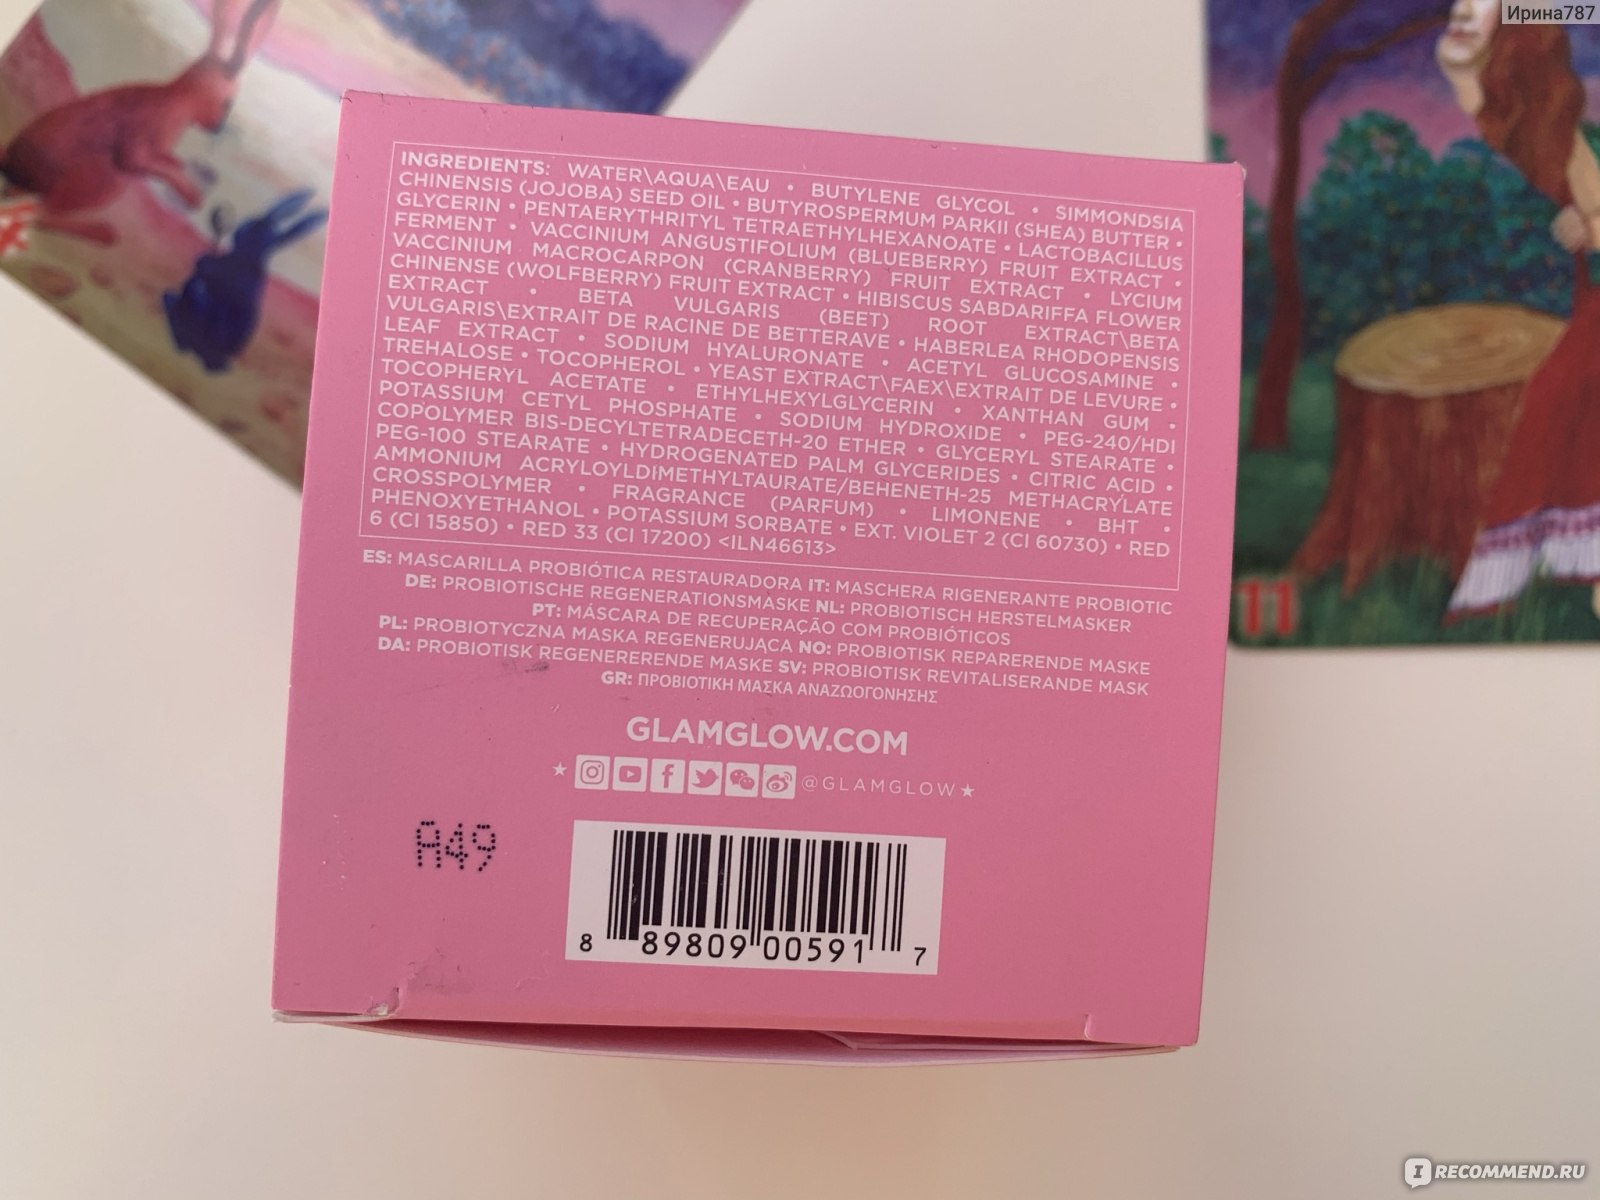 Ирина787
INGREDIENTS: WATER\AQUA\EAU • BUTYLENE GLYCOL • SIMMONDSIA
CHINENSIS (JOJOBA) SEED OIL • BUTYROSPERMUM PARKII (SHEA) BUTTER •
GLYCERIN • PENTAERYTHRITYL TETRAETHYLHEXANOATE • LACTOBACILLUS
FERMENT • VACCINIUM ANGUSTIFOLIUM (BLUEBERRY) FRUIT EXTRACT •
VACCINIUM MACROCARPON (CRANBERRY) FRUIT EXTRACT • LYCIUM
CHINENSE (WOLFBERRY) FRUIT EXTRACT • HIBISCUS SABDARIFFA FLOWER
EXTRACT • BETA VULGARIS (BEET) ROOT EXTRACT\BETA
VULGARIS\EXTRAIT DE RACINE DE BETTERAVE • HABERLEA RHODOPENSIS
LEAF EXTRACT • SODIUM HYALURONATE • ACETYL GLUCOSAMINE •
TREHALOSE • TOCOPHEROL • YEAST EXTRACT\FAEX\EXTRAIT DE LEVURE •
TOCOPHERYL ACETATE • ETHYLHEXYLGLYCERIN • XANTHAN GUM •
POTASSIUM CETYL PHOSPHATE • SODIUM HYDROXIDE • PEG-240/HDI
COPOLYMER BIS-DECYLTETRADECETH-20 ETHER • GLYCERYL STEARATE •
PEG-100 STEARATE • HYDROGENATED PALM GLYCERIDES • CITRIC ACID •
AMMONIUM ACRYLOYLDIMETHYLTAURATE/BEHENETH-25 METHACRYLATE
CROSSPOLYMER • FRAGRANCE (PARFUM) • LIMONENE • BHT •
PHENOXYETHANOL • POTASSIUM SORBATE • EXT. VIOLET 2 (CI 60730) • RED
6 (CI 15850) • RED 33 (CI 17200) <ILN46613>
ES: MASCARILLA PROBIÓTICA RESTAURADORA IT: MASCHERA RIGENERANTE PROBIOTIC
DE: PROBIOTISCHE REGENERATIONSMASKE NL: PROBIOTISCH HERSTELMASKER
PT: MÁSCARA DE RECUPERAÇÃO COM PROBIÓTICOS
PL: PROBIOTYCZNA MASKA REGENERUJĄCA NO: PROBIOTISK REPARERENDE MASKE
DA: PROBIOTISK REGENERERENDE MASKE SV: PROBIOTISK REVITALISERANDE MASK
GR: ΠΡΟΒΙΟΤΙΚΗ ΜΑΣΚΑ ΑΝΑΖΩΟΓΟΝΗΣΗΣ
GLAMGLOW.COM
@GLAMGLOW
A49
8 89809 00591 7
11
IRECOMMEND.RU